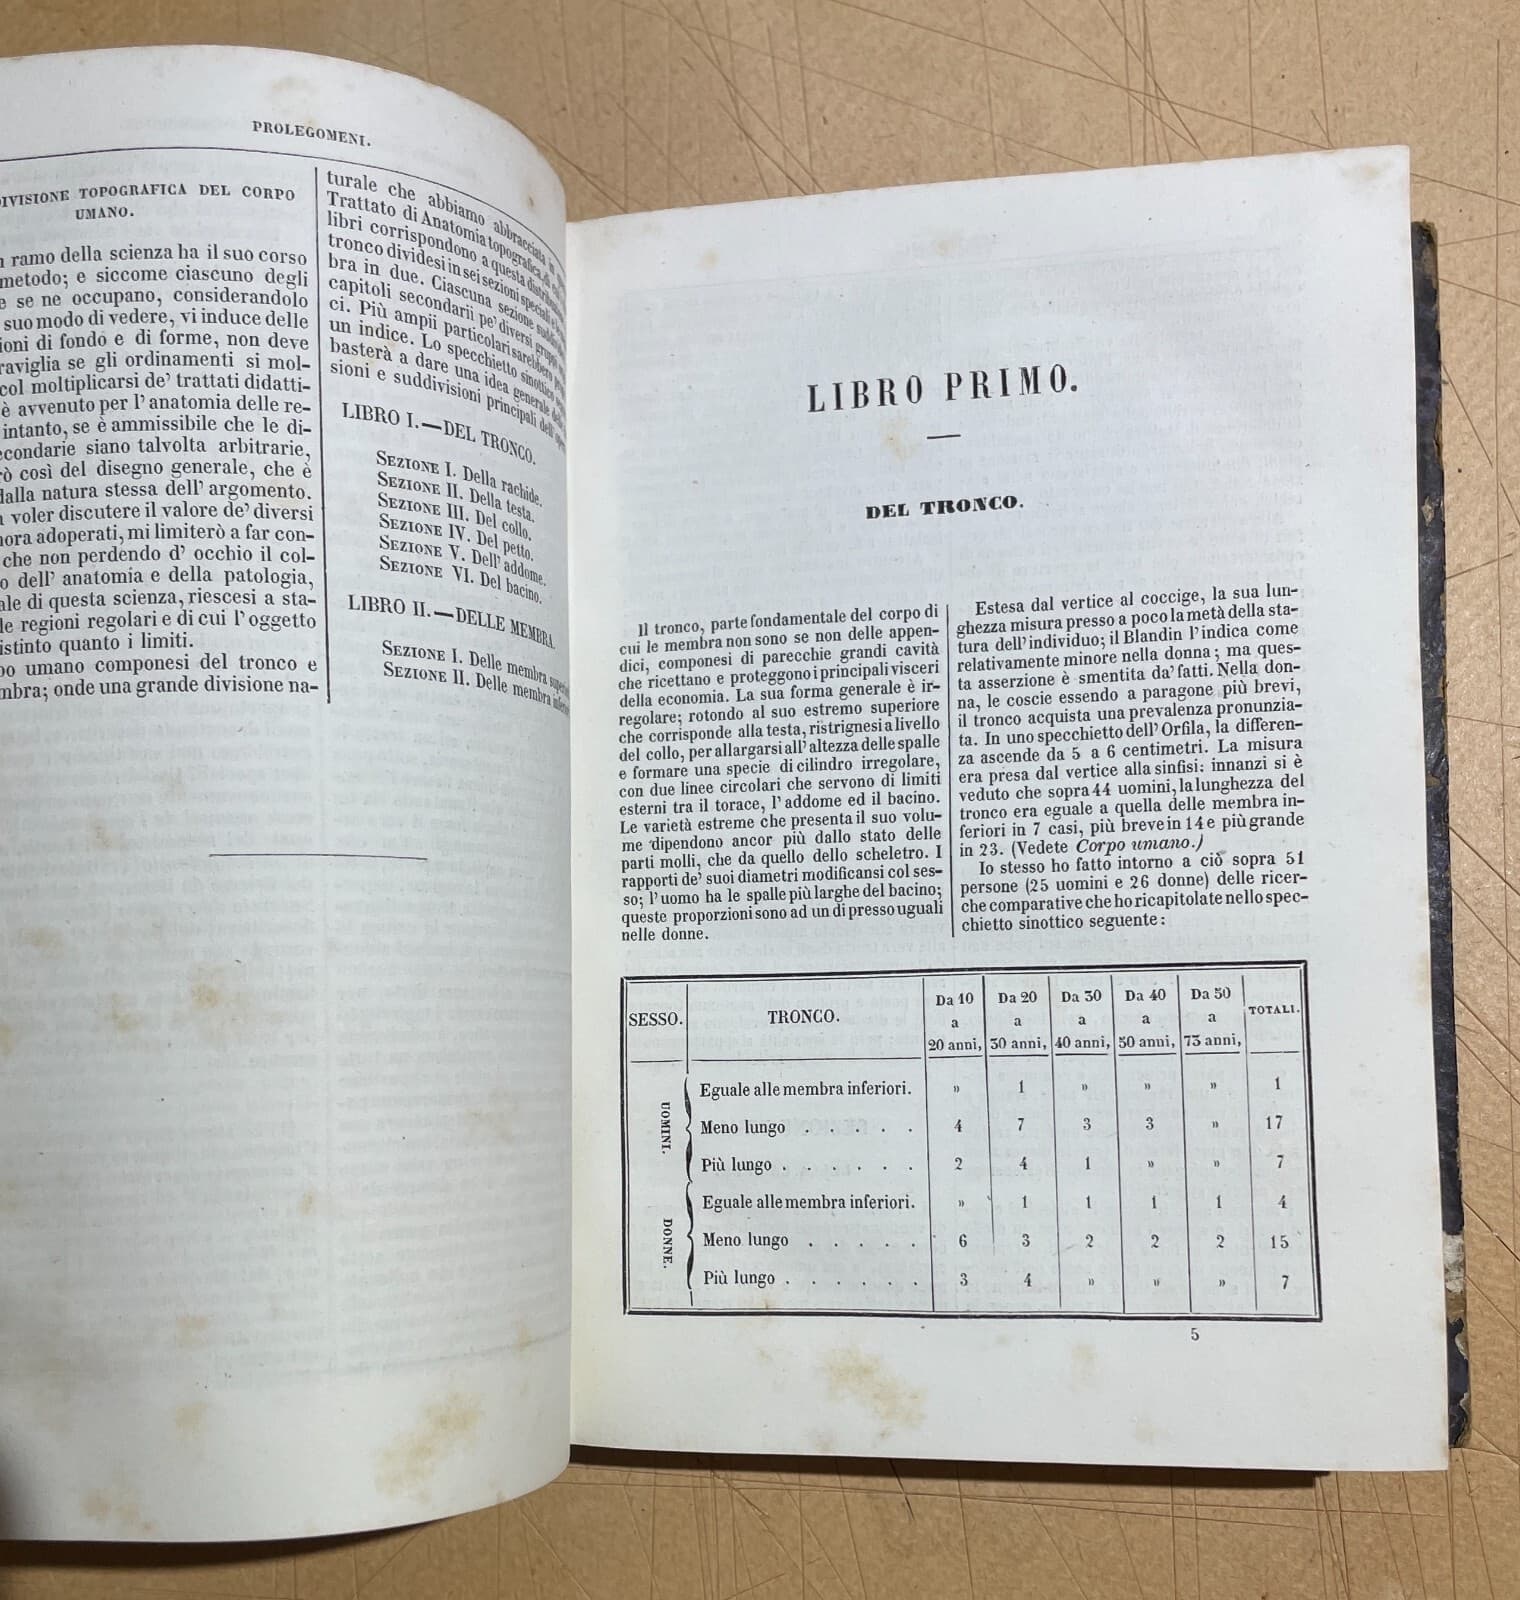 PROLEGOMENI.
DIVISIONE TOPOGRAFICA DEL CORPO
UMANO.
ramo della scienza ha il suo corso
metodo; e siccome ciascuno degli
se ne occupano, considerandolo
suo modo di vedere, vi induce delle
ioni di fondo e di forme, non deve
raviglia se gli ordinamenti si mol-
col moltiplicarsi de' trattati didatti-
è avvenuto per l'anatomia delle re-
intanto, se è ammissibile che le di-
econdarie siano talvolta arbitrarie,
rò così del disegno generale, che è
dalla natura stessa dell' argomento.
voler discutere il valore de' diversi
nora adoperati, mi limiterò a far con-
che non perdendo d' occhio il col-
o dell' anatomia e della patologia,
ale di questa scienza, riescesi a sta-
le regioni regolari e di cui l' oggetto
istinto quanto i limiti.
po umano componesi del tronco e
mbra; onde una grande divisione na-
turale che abbiamo abbracciata in
Trattato di Anatomia topografica, di
libri corrispondono a questa distribuzione
tronco dividesi in sei sezioni speciali e
bra in due. Ciascuna sezione
capitoli secondarii pe' diversi gruppi
ci. Più ampii particolari sarebbero
un indice. Lo specchietto sinottico
basterà a dare una idea generale delle
sioni e suddivisioni principali dell'
LIBRO I.—DEL TRONCO.
SEZIONE I. Della rachide.
SEZIONE II. Della testa.
SEZIONE III. Del collo.
SEZIONE IV. Del petto.
SEZIONE V. Dell' addome.
SEZIONE VI. Del bacino.
LIBRO II.—DELLE MEMBRA.
SEZIONE I. Delle membra
SEZIONE II. Delle membra
LIBRO PRIMO.
DEL TRONCO.
Il tronco, parte fondamentale del corpo di
cui le membra non sono se non delle appen-
dici, componesi di parecchie grandi cavità
che ricettano e proteggono i principali visceri
della economia. La sua forma generale è ir-
regolare; rotondo al suo estremo superiore
che corrisponde alla testa, ristrignesi a livello
del collo, per allargarsi all' altezza delle spalle
e formare una specie di cilindro irregolare,
con due linee circolari che servono di limiti
esterni tra il torace, l' addome ed il bacino.
Le varietà estreme che presenta il suo volu-
me dipendono ancor più dallo stato delle
parti molli, che da quello dello scheletro. I
rapporti de' suoi diametri modificansi col ses-
so; l'uomo ha le spalle più larghe del bacino;
queste proporzioni sono ad un di presso uguali
nelle donne.
Estesa dal vertice al coccige, la sua lun-
ghezza misura presso a poco la metà della sta-
tura dell' individuo; il Blandin l' indica come
relativamente minore nella donna; ma ques-
ta asserzione è smentita da' fatti. Nella don-
na, le coscie essendo a paragone più brevi,
il tronco acquista una prevalenza pronunzia-
ta. In uno specchietto dell' Orfila, la differen-
za ascende da 5 a 6 centimetri. La misura
era presa dal vertice alla sinfisi: innanzi si è
veduto che sopra 44 uomini, la lunghezza del
tronco era eguale a quella delle membra in-
feriori in 7 casi, più breve in 14 e più grande
in 23. (Vedete Corpo umano.)
Io stesso ho fatto intorno a ciò sopra 51
persone (25 uomini e 26 donne) delle ricer-
che comparative che ho ricapitolate nello spec-
chietto sinottico seguente:
SESSO. TRONCO. Da 10 a 20 anni, Da 20 a 30 anni, Da 30 a 40 anni, Da 40 a 50 anni, Da 50 a 73 anni, TOTALI.
UOMINI.
Eguale alle membra inferiori. » 1 » » » 1
Meno lungo . . . . . 4 7 3 3 » 17
Più lungo . . . . . . 2 4 1 » » 7
DONNE.
Eguale alle membra inferiori. » 1 1 1 1 4
Meno lungo . . . . . 6 3 2 2 2 15
Più lungo . . . . . . 3 4 » » » 7
5